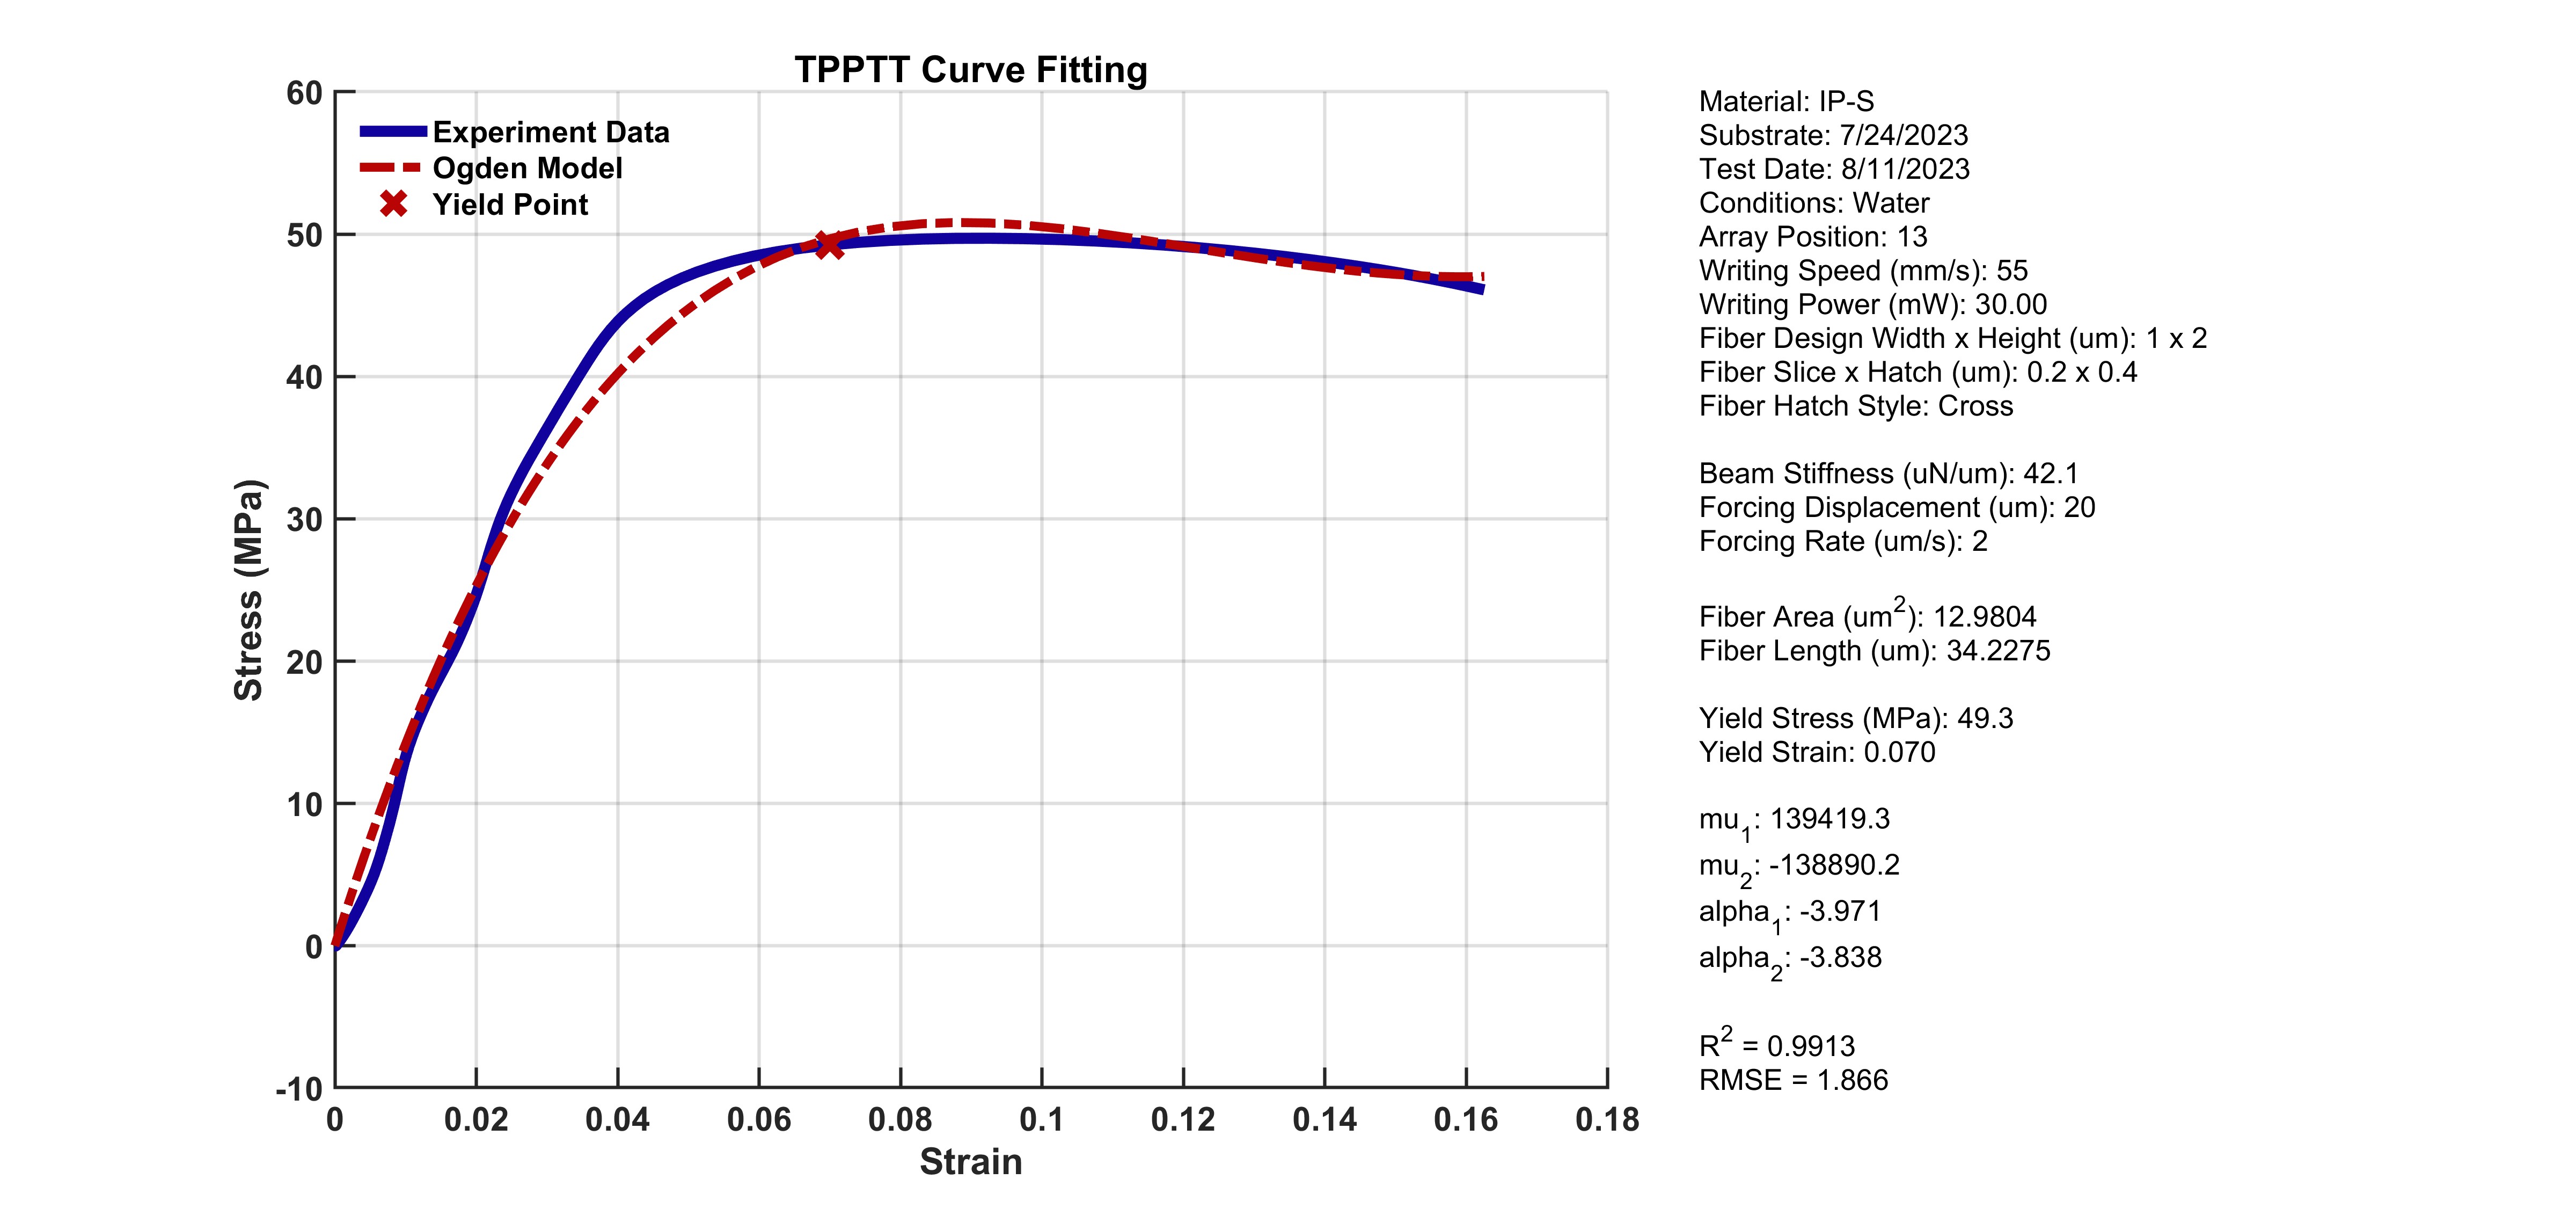 TPPTT Curve Fitting
60
50
40
30
20
10
0
-10
Stress (MPa)
Experiment Data
Ogden Model
Yield Point
0 0.02 0.04 0.06 0.08 0.1 0.12 0.14 0.16 0.18
Strain
Material: IP-S
Substrate: 7/24/2023
Test Date: 8/11/2023
Conditions: Water
Array Position: 13
Writing Speed (mm/s): 55
Writing Power (mW): 30.00
Fiber Design Width x Height (um): 1 x 2
Fiber Slice x Hatch (um): 0.2 x 0.4
Fiber Hatch Style: Cross
Beam Stiffness (uN/um): 42.1
Forcing Displacement (um): 20
Forcing Rate (um/s): 2
Fiber Area (um²): 12.9804
Fiber Length (um): 34.2275
Yield Stress (MPa): 49.3
Yield Strain: 0.070
mu₁: 139419.3
mu₂: -138890.2
alpha₁: -3.971
alpha₂: -3.838
R² = 0.9913
RMSE = 1.866